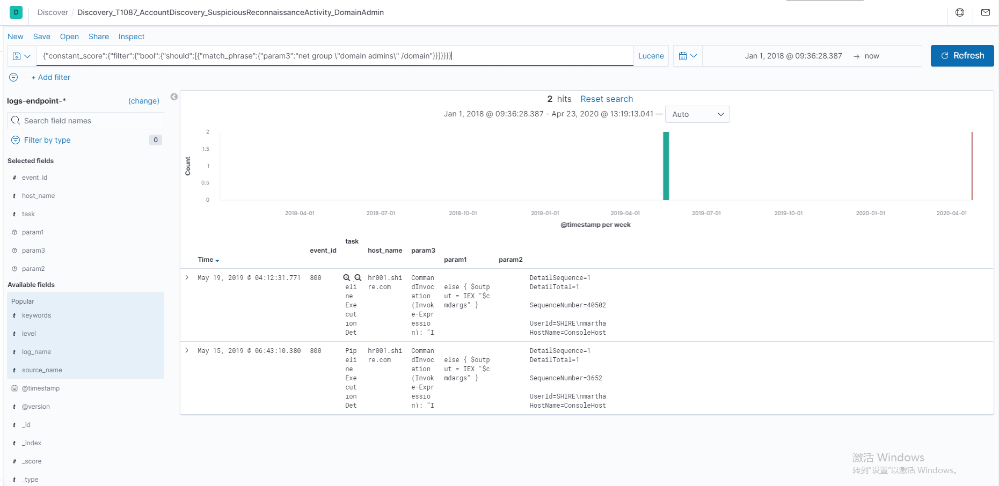 D
Discover / Discovery_T1087_AccountDiscovery_SuspiciousReconnaissanceActivity_DomainAdmin
New Save Open Share Inspect
{"constant_score":{"filter":{"bool":{"should":[{"match_phrase":{"param3":"net group \"domain admins\" /domain"}}]}}}}
Lucene
Jan 1, 2018 @ 09:36:28.387 → now
Refresh
+ Add filter
logs-endpoint-* (change)
Search field names
Filter by type 0
Selected fields
# event_id
t host_name
t task
? param1
? param3
? param2
Available fields
Popular
t keywords
t level
t log_name
t source_name
@timestamp
t @version
t _id
t _index
# _score
t _type
2 hits Reset search
Jan 1, 2018 @ 09:36:28.387 - Apr 23, 2020 @ 13:19:13.041 — Auto
2
1.5
1
0.5
0
Count
2018-04-01 2018-07-01 2018-10-01 2019-01-01 2019-04-01 2019-07-01 2019-10-01 2020-01-01 2020-04-01
@timestamp per week
Time event_id task host_name param3 param1 param2
May 19, 2019 @ 04:12:31.771 800
eli
ne
Exe
cut
ion
Det
hr001.shi
re.com
Comman
dInvoc
ation
(Invok
e-Expr
essio
n): "I
else { $outp
ut = IEX "$c
mdargs" }
DetailSequence=1
DetailTotal=1
SequenceNumber=40502
UserId=SHIRE\nmartha
HostName=ConsoleHost
May 15, 2019 @ 06:43:10.380 800
Pip
eli
ne
Exe
cut
ion
Det
hr001.shi
re.com
Comman
dInvoc
ation
(Invok
e-Expr
essio
n): "I
else { $outp
ut = IEX "$c
mdargs" }
DetailSequence=1
DetailTotal=1
SequenceNumber=3652
UserId=SHIRE\nmartha
HostName=ConsoleHost
激活 Windows
转到"设置"以激活 Windows。